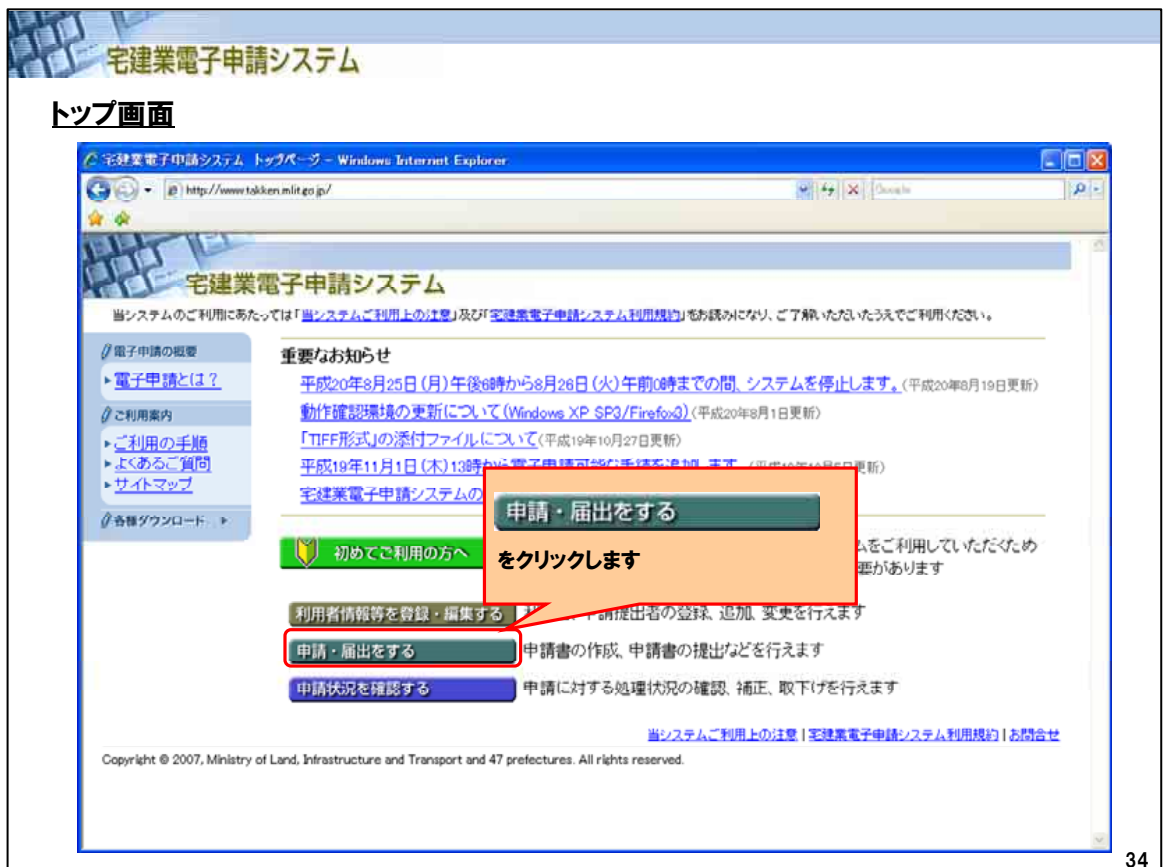 宅建業電子申請システム
トップ画面
宅建業電子申請システム トップページ - Windows Internet Explorer
http://www.takken.mlit.go.jp/
Google
宅建業電子申請システム
当システムのご利用にあたっては「当システムご利用上の注意」及び「宅建業電子申請システム利用規約」をお読みになり、ご了解いただいたうえでご利用ください。
電子申請の概要
電子申請とは？
ご利用案内
ご利用の手順
よくあるご質問
サイトマップ
各種ダウンロード
重要なお知らせ
平成20年8月25日（月）午後6時から8月26日（火）午前0時までの間、システムを停止します。（平成20年8月19日更新）
動作確認環境の更新について（Windows XP SP3/Firefox3）（平成20年8月1日更新）
「TIFF形式」の添付ファイルについて（平成19年10月27日更新）
平成19年11月1日（木）13時から電子申請可能な手続を追加します。
更新）
宅建業電子申請システムの
申請・届出をする
をクリックします
初めてご利用の方へ
ムをご利用していただくため
要があります
利用者情報等を登録・編集する
申請提出者の登録、追加、変更を行えます
申請・届出をする
申請書の作成、申請書の提出などを行えます
申請状況を確認する
申請に対する処理状況の確認、補正、取下げを行えます
当システムご利用上の注意 | 宅建業電子申請システム利用規約 | お問合せ
Copyright © 2007, Ministry of Land, Infrastructure and Transport and 47 prefectures. All rights reserved.
34